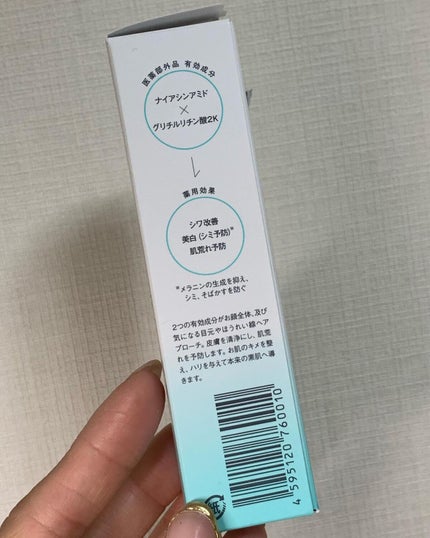 医薬部外品 有効成分
ナイアシンアミド
×
グリチルリチン酸2K
薬用効果
シワ改善
美白(シミ予防)*
肌荒れ予防
*メラニンの生成を抑え、
シミ、そばかすを防ぐ
2つの有効成分がお顔全体、及び
気になる目元やほうれい線へア
プローチ。皮膚を清浄にし、肌荒
れを予防します。お肌のキメを整
え、ハリを与えて本来の素肌へ導
きます。
4 595120 760010
紙